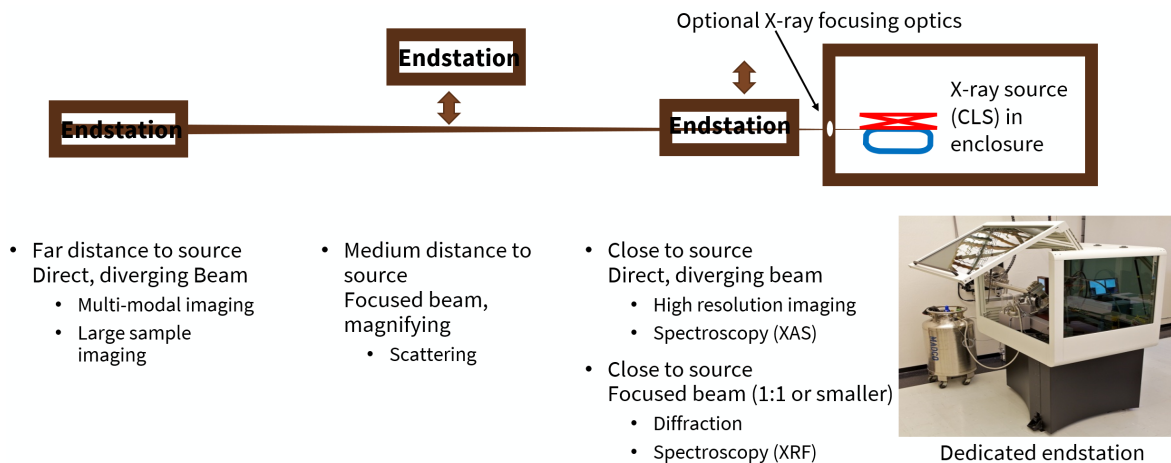 Optional X-ray focusing optics
Endstation
Endstation
Endstation
X-ray source
(CLS) in
enclosure
• Far distance to source
Direct, diverging Beam
• Multi-modal imaging
• Large sample
imaging
• Medium distance to
source
Focused beam,
magnifying
• Scattering
• Close to source
Direct, diverging beam
• High resolution imaging
• Spectroscopy (XAS)
• Close to source
Focused beam (1:1 or smaller)
• Diffraction
• Spectroscopy (XRF)
Dedicated endstation